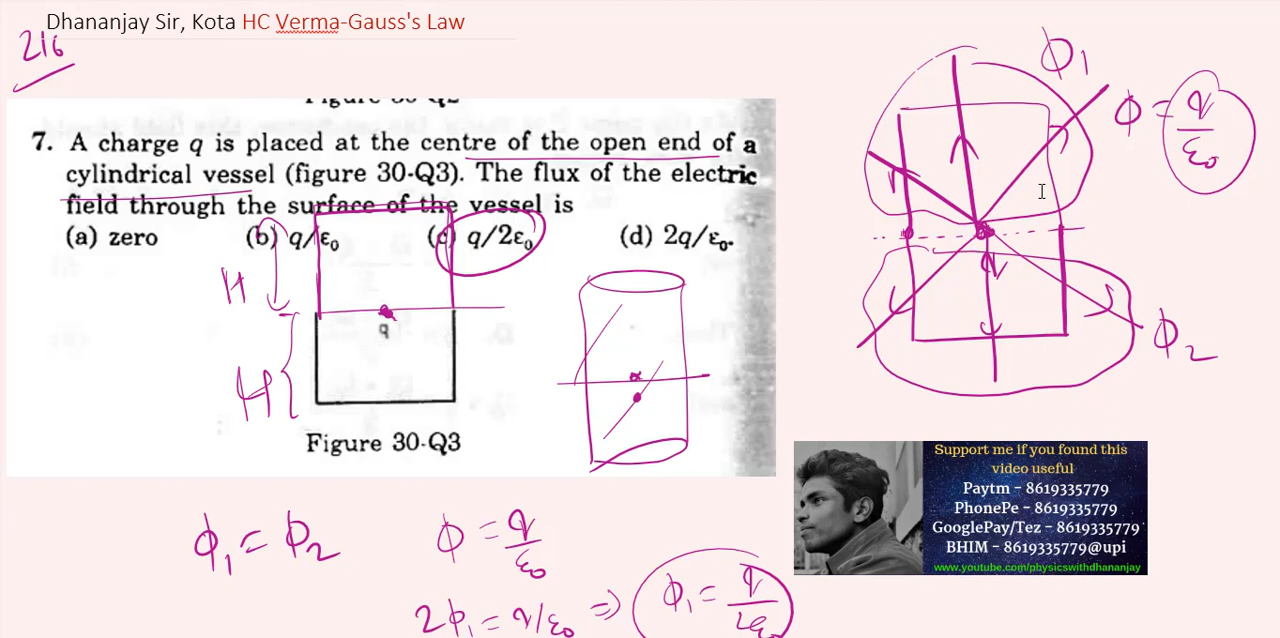 Dhananjay Sir, Kota HC Verma-Gauss's Law
216
7. A charge q is placed at the centre of the open end of a
cylindrical vessel (figure 30-Q3). The flux of the electric
field through the surface of the vessel is
(a) zero (b) q/ε₀ (c) q/2ε₀ (d) 2q/ε₀.
H
q
H
Figure 30-Q3
ϕ₁
ϕ = q/ε₀
ϕ₂
Support me if you found this
video useful
Paytm - 8619335779
PhonePe - 8619335779
GooglePay/Tez - 8619335779
BHIM - 8619335779@upi
www.youtube.com/physicswithdhananjay
ϕ₁ = ϕ₂
ϕ = q/ε₀
2ϕ₁ = q/ε₀ ⇒ ϕ₁ = q/2ε₀